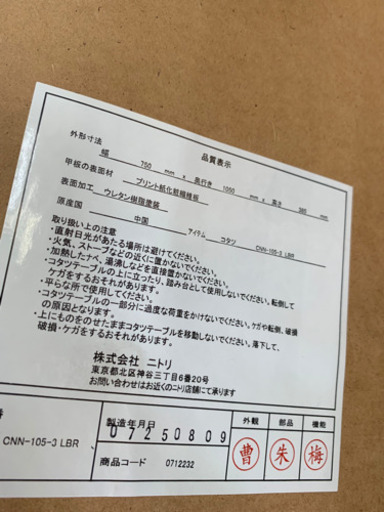 品質表示
外形寸法
幅 750 mm x 奥行き 1050 mm x 高さ 380 mm
甲板の表面材 プリント紙化粧繊維板
表面加工 ウレタン樹脂塗装
原産国 中国 アイテム コタツ CNN-105-3 LBR
取り扱い上の注意
・直射日光があたる場所は避けてください。
・火気、ストーブなどの近くに置かないでください。
・加熱したナベ、湯沸しなどを直接置かないでください。
・コタツテーブルの上に立ったり、踏み台として使用しないでください。転倒して
ケガをするおそれがあります。
・平らな所で使用してください。
・コタツテーブルの一部分に過度な荷重をかけないでください。ケガや転倒、破損
の原因となります。
・上にものをのせたままコタツテーブルを移動しないでください。落下して、
破損・ケガをするおそれがあります。
株式会社 ニトリ
東京都北区神谷三丁目6番20号
お問い合わせはお近くのニトリ店舗にて承ります
番
CNN-105-3 LBR
製造年月日
07250809
商品コード 0712232
外観 部品 機能
曹 朱 梅